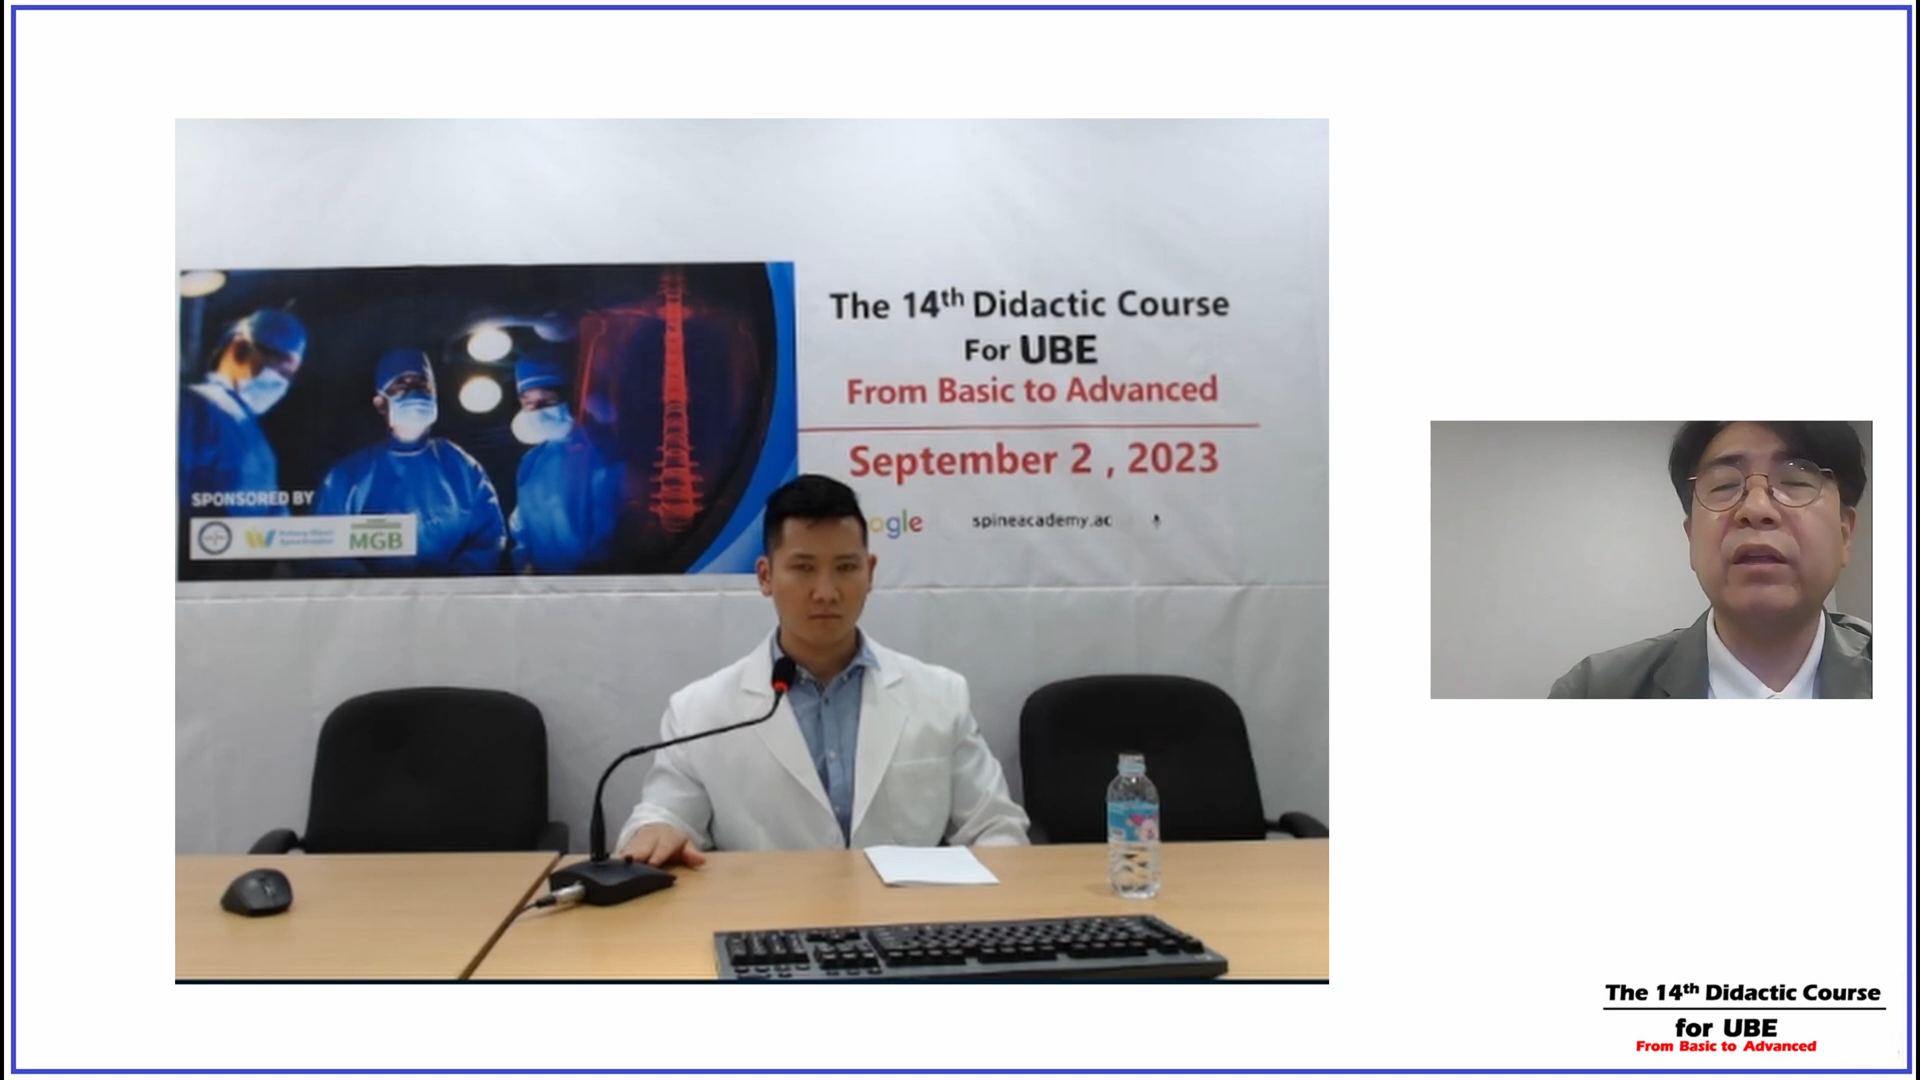 The 14th Didactic Course
For UBE
From Basic to Advanced
September 2 , 2023
ogle
spineacademy.ac
SPONSORED BY
MGB
The 14th Didactic Course
for UBE
From Basic to Advanced